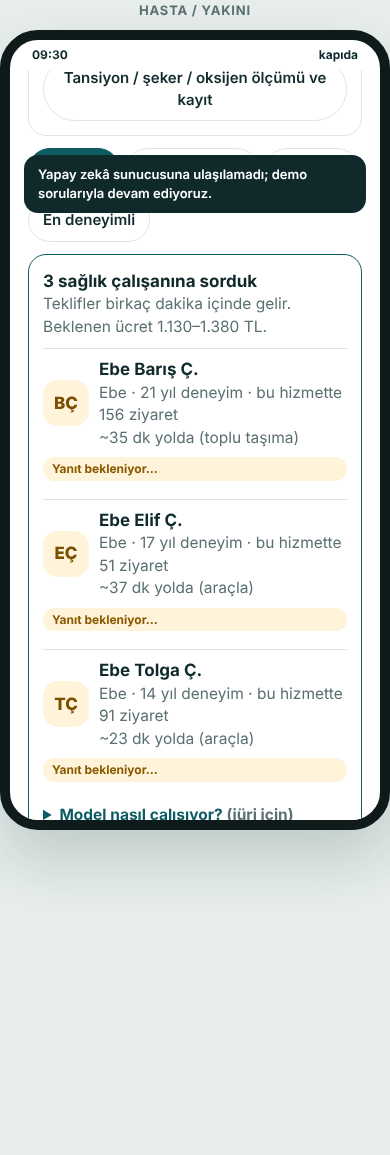 HASTA / YAKINI
09:30
kapıda
Tansiyon / şeker / oksijen ölçümü ve
kayıt
Yapay zekâ sunucusuna ulaşılamadı; demo
sorularıyla devam ediyoruz.
En deneyimli
3 sağlık çalışanına sorduk
Teklifler birkaç dakika içinde gelir.
Beklenen ücret 1.130–1.380 TL.
BÇ
Ebe Barış Ç.
Ebe · 21 yıl deneyim · bu hizmette
156 ziyaret
~35 dk yolda (toplu taşıma)
Yanıt bekleniyor...
EÇ
Ebe Elif Ç.
Ebe · 17 yıl deneyim · bu hizmette
51 ziyaret
~37 dk yolda (araçla)
Yanıt bekleniyor...
TÇ
Ebe Tolga Ç.
Ebe · 14 yıl deneyim · bu hizmette
91 ziyaret
~23 dk yolda (araçla)
Yanıt bekleniyor...
Model nasıl çalışıyor? (jüri için)